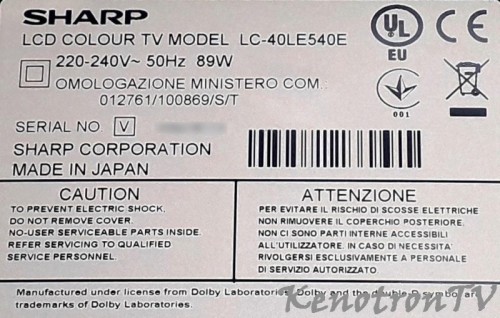 SHARP
LCD COLOUR TV MODEL LC-40LE540E
220-240V~ 50Hz 89W
OMOLOGAZIONE MINISTERO COM..
012761/100869/S/T
SERIAL NO. V
SHARP CORPORATION
MADE IN JAPAN
UL
EU
CE
001
CAUTION
TO PREVENT ELECTRIC SHOCK,
DO NOT REMOVE COVER.
NO-USER SERVICEABLE PARTS INSIDE.
REFER SERVICING TO QUALIFIED
SERVICE PERSONNEL.
ATTENZIONE
PER EVITARE IL RISCHIO DI SCOSSE ELETTRICHE
NON RIMUOVERE IL COPERCHIO POSTERIORE.
NON CI SONO PARTI INTERNE ACCESSIBILI
ALL'UTILIZZATORE. IN CASO DI NECESSITA'
RIVOLGERSI ESCLUSIVAMENTE A PERSONALE
DI SERVIZIO AUTORIZZATO.
Manufactured under license from Dolby Laboratories. Dolby and the double-D symbol are
trademarks of Dolby Laboratories.
KenotronTV